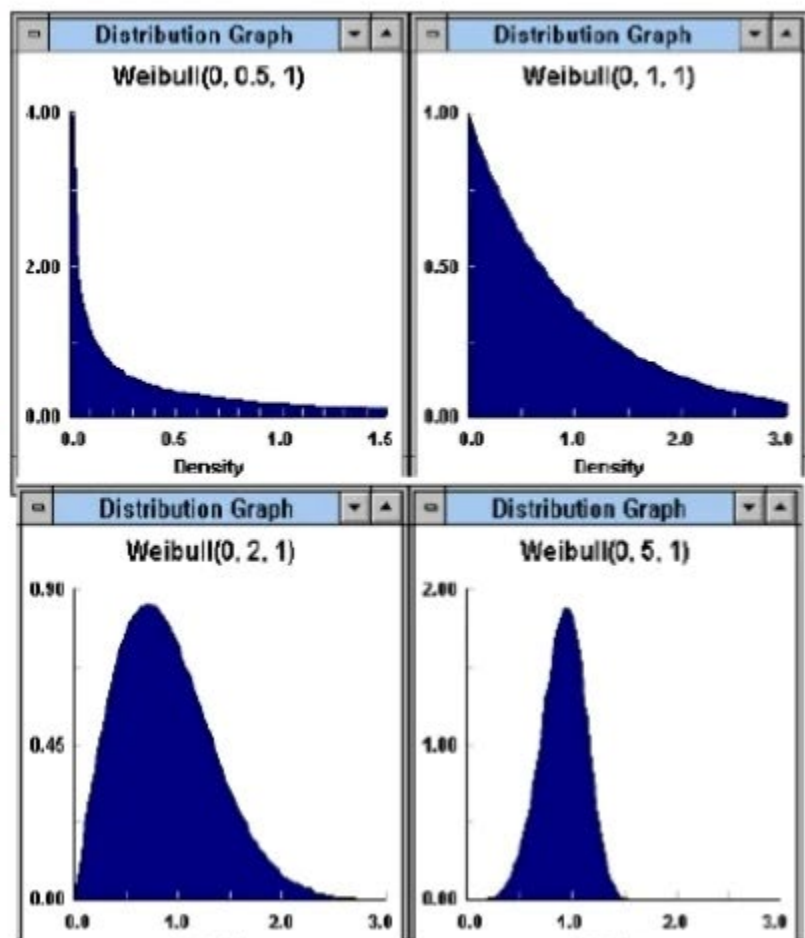 Distribution Graph
Weibull(0, 0.5, 1)
4.00
2.00
0.00
0.0 0.5 1.0 1.5
Density
Distribution Graph
Weibull(0, 1, 1)
1.00
0.50
0.00
0.0 1.0 2.0 3.0
Density
Distribution Graph
Weibull(0, 2, 1)
0.90
0.45
0.00
0.0 1.0 2.0 3.0
Distribution Graph
Weibull(0, 5, 1)
2.00
1.00
0.00
0.0 1.0 2.0 3.0